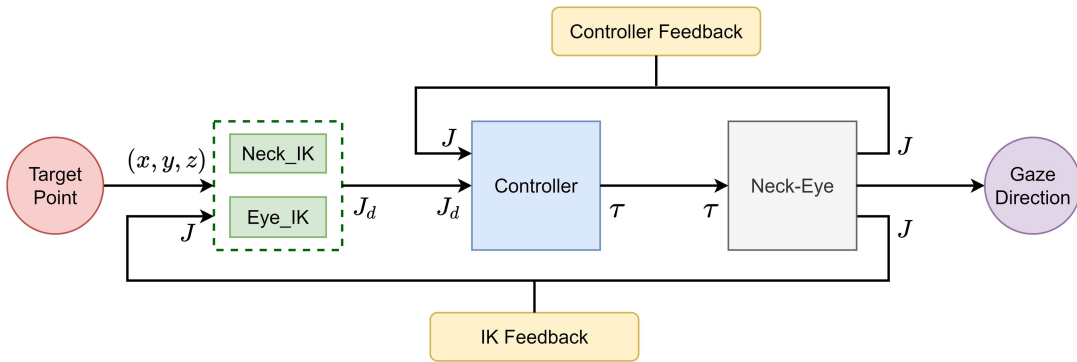 Controller Feedback
Target
Point
(x, y, z)
Neck_IK
Eye_IK
J
J_d
J
J_d
Controller
τ
τ
Neck-Eye
J
J
Gaze
Direction
IK Feedback